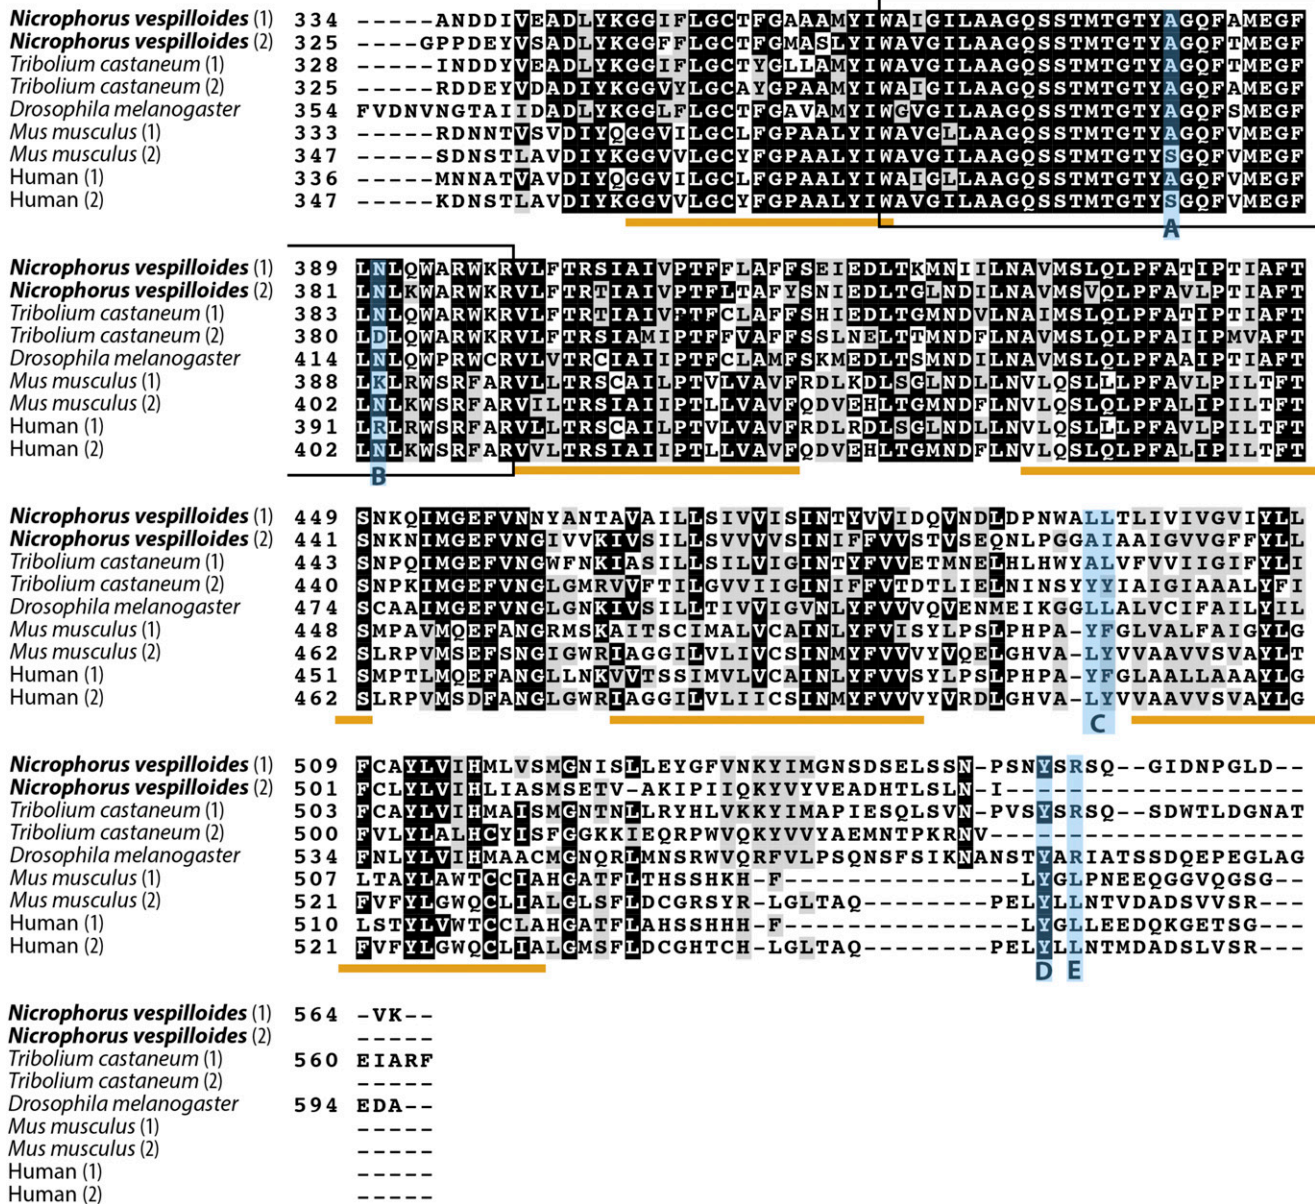 Nicrophorus vespilloides (1) 334 -----ANDDIVEADLYKGGIFLGCTFGAAAMYIWAIGILAAGQSSTMTGTYAGQFAMEGF
Nicrophorus vespilloides (2) 325 ----GPPDEYVSADLYKGGFFLGCTFGMASLYIWAVGILAAGQSSTMTGTYAGQFTMEGF
Tribolium castaneum (1) 328 -----INDDYVEADLYKGGIFLGCTYGLLAMYIWAVGILAAGQSSTMTGTYAGQFAMEGF
Tribolium castaneum (2) 325 -----RDDEYVDADIYKGGVYLGCAYGPAAMYIWAIGILAAGQSSTMTGTYAGQFAMEGF
Drosophila melanogaster 354 FVDNVNGTAIIDADLYKGGLFLGCTFGAVAMYIWGVGILAAGQSSTMTGTYAGQFSMEGF
Mus musculus (1) 333 -----RDNNTVSVDIYQGGVILGCLFGPAALYIWAVGLLAAGQSSTMTGTYAGQFVMEGF
Mus musculus (2) 347 -----SDNSTLAVDIYKGGVVLGCYFGPAALYIWAVGILAAGQSSTMTGTYSGQFVMEGF
Human (1) 336 -----MNNATVAVDIYQGGVILGCLFGPAALYIWAIGLLAAGQSSTMTGTYAGQFVMEGF
Human (2) 347 -----KDNSTLAVDIYKGGVVLGCYFGPAALYIWAVGILAAGQSSTMTGTYSGQFVMEGF
A
Nicrophorus vespilloides (1) 389 LNLQWARWKRVLFTRSIAIVPTFFLAFFSEIEDLTKMNIILNAVMSLQLPFATIPTIAFT
Nicrophorus vespilloides (2) 381 LNLKWARWKRVLFTRTIAIVPTFLTAFYSNIEDLTGLNDILNAVMSVQLPFAVLPTIAFT
Tribolium castaneum (1) 383 LNLQWARWKRVLFTRTIAIVPTFCLAFFSHIEDLTGMNDVLNAIMSLQLPFATIPTIAFT
Tribolium castaneum (2) 380 LDLQWARWKRVLFTRSIAMIPTFFVAFFSSLNELTTMNDFLNAVMSLQLPFAIIPMVAFT
Drosophila melanogaster 414 LNLQWPRWCRVLVTRCIAIIPTFCLAMFSKMEDLTSMNDILNAVMSLQLPFAAIPTIAFT
Mus musculus (1) 388 LKLRWSRFARVLLTRSCAILPTVLVAVFRDLKDLSGLNDLLNVLQSLLLPFAVLPILTFT
Mus musculus (2) 402 LNLKWSRFARVILTRSIAIIPTLLVAVFQDVEHLTGMNDFLNVLQSLQLPFALIPILTFT
Human (1) 391 LRLRWSRFARVLLTRSCAILPTVLVAVFRDLRDLSGLNDLLNVLQSLLLPFAVLPILTFT
Human (2) 402 LNLKWSRFARVVLTRSIAIIPTLLVAVFQDVEHLTGMNDFLNVLQSLQLPFALIPILTFT
B
Nicrophorus vespilloides (1) 449 SNKQIMGEFVNNYANTAVAILLSIVVISINTYVVIDQVNDLDPNWALLTLIVIVGVIYLL
Nicrophorus vespilloides (2) 441 SNKNIMGEFVNGIVVKIVSILLSVVVVSINIFFVVSTVSEQNLPGGAIAAIGVVGFFYLL
Tribolium castaneum (1) 443 SNPQIMGEFVNGWFNKIASILLSILVIGINTYFVVETMNELHLHWYALVFVVIIGIFYLI
Tribolium castaneum (2) 440 SNPKIMGEFVNGLGMRVVFTILGVVIIGINIFFVTDTILELNINSYYYIAIGIAALYFI
Drosophila melanogaster 474 SCAAIMGEFVNGLGNKIVSILLTIVVIGVNLYFVVVQVENMEIKGGLLALVCIFAILYIL
Mus musculus (1) 448 SMPAVMQEFANGRMSKAITSCIMALVCAINLYFVISYLPSLPHPA-YFGLVALFAIGYLG
Mus musculus (2) 462 SLRPVMSEFSNGIGWRIAGGILVLIVCSINMYFVVVYVQELGHVA-LYVVAAVVSVAYLT
Human (1) 451 SMPTLMQEFANGLLNKVVTSSIMVLVCAINLYFVVSYLPSLPHPA-YFGLAALLAAAYLG
Human (2) 462 SLRPVMSDFANGLGWRIAGGILVLIICSINMYFVVVYVRDLGHVA-LYVVAAVVSVAYLG
C
Nicrophorus vespilloides (1) 509 FCAYLVIHMLVSMGNISLLEYGFVNKYIMGNSDSELSSN-PSNYSRSQ--GIDNPGLD--
Nicrophorus vespilloides (2) 501 FCLYLVIHLIASMSETV-AKIPIIQKYVYVEADHTLSLN-I-------------------
Tribolium castaneum (1) 503 FCAYLVIHMAISMGNTNLLRYHLIQKYIMAPIESQLSVN-PVSYSRSQ--SDWTLDGNAT
Tribolium castaneum (2) 500 FVLYLALHCYISFGGKKIEQRPWVQKYVVYAEMNTPKRNV--------------------
Drosophila melanogaster 534 FNLYLVIHMAACMGNQRLMNSRWVQRFVLPSQNSFSIKNANSTYARIATSSDQEPEGLAG
Mus musculus (1) 507 LTAYLAWTCCIAHGATFLTHSSHKH-F---------------LYGLPNEEQGGVQGSG--
Mus musculus (2) 521 FVFYLGWQCLIALGLSFLDCGRSYR-LGLTAQ--------PELYLLNTVDADSVVSR---
Human (1) 510 LSTYLVWTCCLAHGATFLAHSSHHH-F---------------LYGLLEEDQKGETSG---
Human (2) 521 FVFYLGWQCLIALGMSFLDCGHTCH-LGLTAQ--------PELYLLNTMDADSLVSR---
D E
Nicrophorus vespilloides (1) 564 -VK--
Nicrophorus vespilloides (2) -----
Tribolium castaneum (1) 560 EIARF
Tribolium castaneum (2) -----
Drosophila melanogaster 594 EDA--
Mus musculus (1) -----
Mus musculus (2) -----
Human (1) -----
Human (2) -----